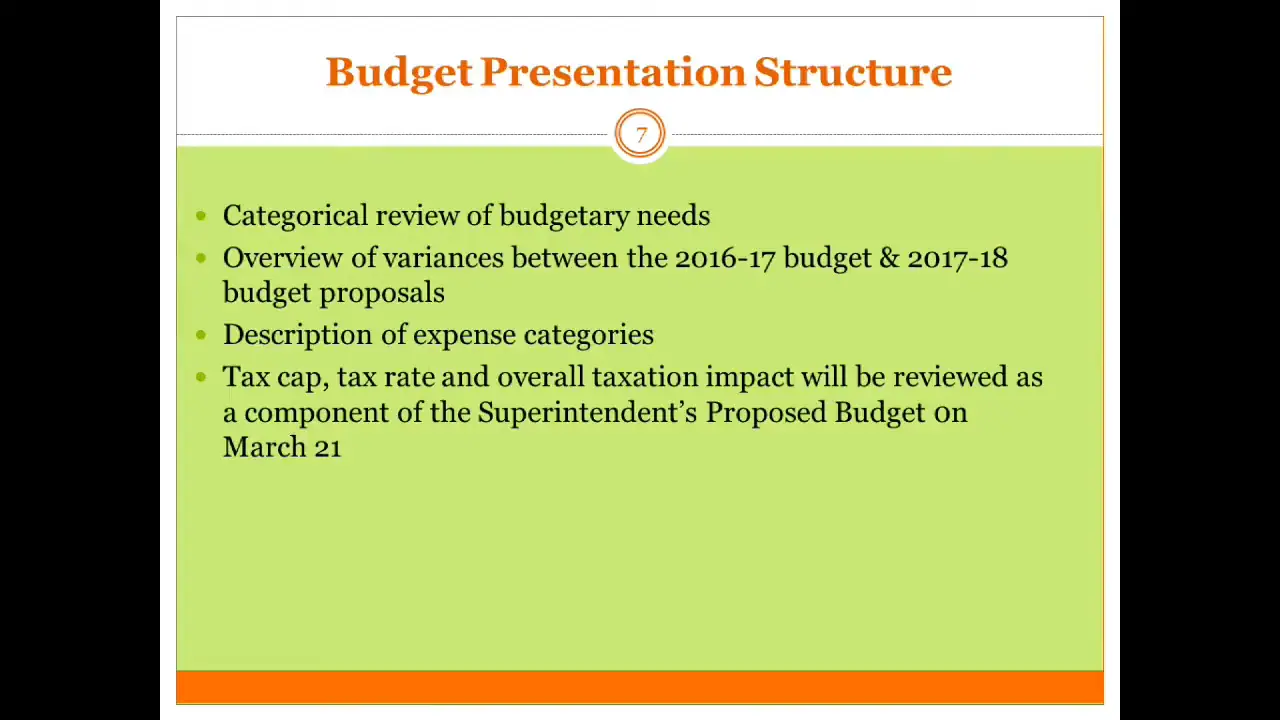 Budget Presentation Structure
7
• Categorical review of budgetary needs
• Overview of variances between the 2016-17 budget & 2017-18
budget proposals
• Description of expense categories
• Tax cap, tax rate and overall taxation impact will be reviewed as
a component of the Superintendent’s Proposed Budget 0n
March 21